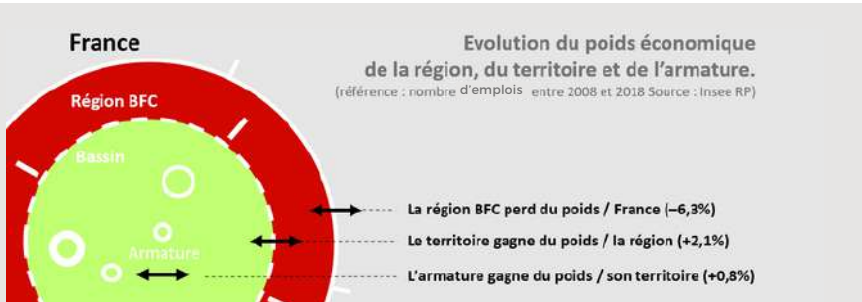 France
Evolution du poids économique
de la région, du territoire et de l'armature.
(référence : nombre d'emplois entre 2008 et 2018 Source : Insee RP)
Région BFC
Bassin
La région BFC perd du poids / France (–6,3%)
Le territoire gagne du poids / la région (+2,1%)
Armature
L'armature gagne du poids / son territoire (+0,8%)